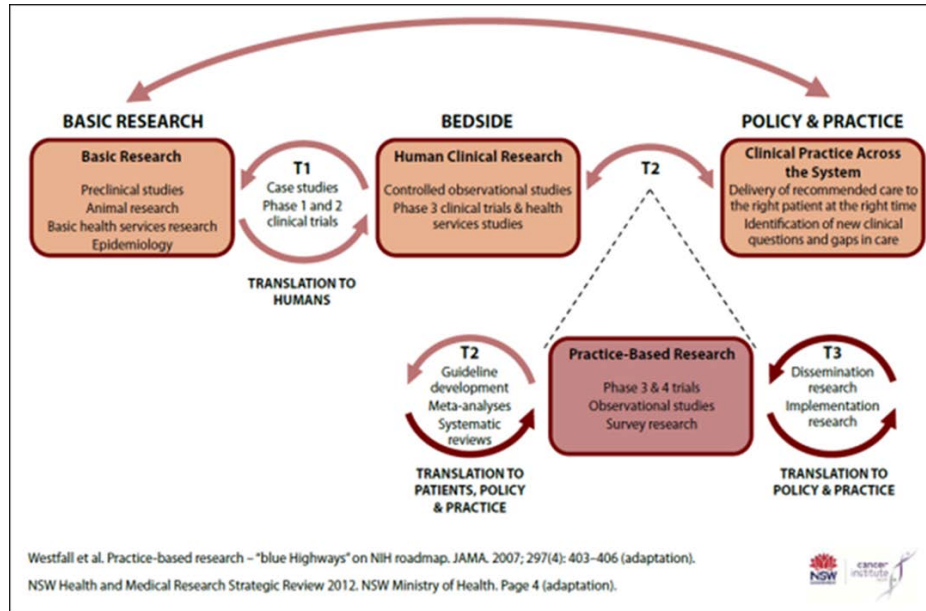 BASIC RESEARCH
BEDSIDE
POLICY & PRACTICE
Basic Research
Preclinical studies
Animal research
Basic health services research
Epidemiology
T1
Case studies
Phase 1 and 2
clinical trials
TRANSLATION TO
HUMANS
Human Clinical Research
Controlled observational studies
Phase 3 clinical trials & health
services studies
T2
Clinical Practice Across
the System
Delivery of recommended care to
the right patient at the right time
Identification of new clinical
questions and gaps in care
T2
Guideline
development
Meta-analyses
Systematic
reviews
TRANSLATION TO
PATIENTS, POLICY
& PRACTICE
Practice-Based Research
Phase 3 & 4 trials
Observational studies
Survey research
T3
Dissemination
research
Implementation
research
TRANSLATION TO
POLICY & PRACTICE
Westfall et al. Practice-based research – "blue Highways" on NIH roadmap. JAMA. 2007; 297(4): 403–406 (adaptation).
NSW Health and Medical Research Strategic Review 2012. NSW Ministry of Health. Page 4 (adaptation).
NSW
cancer
institute